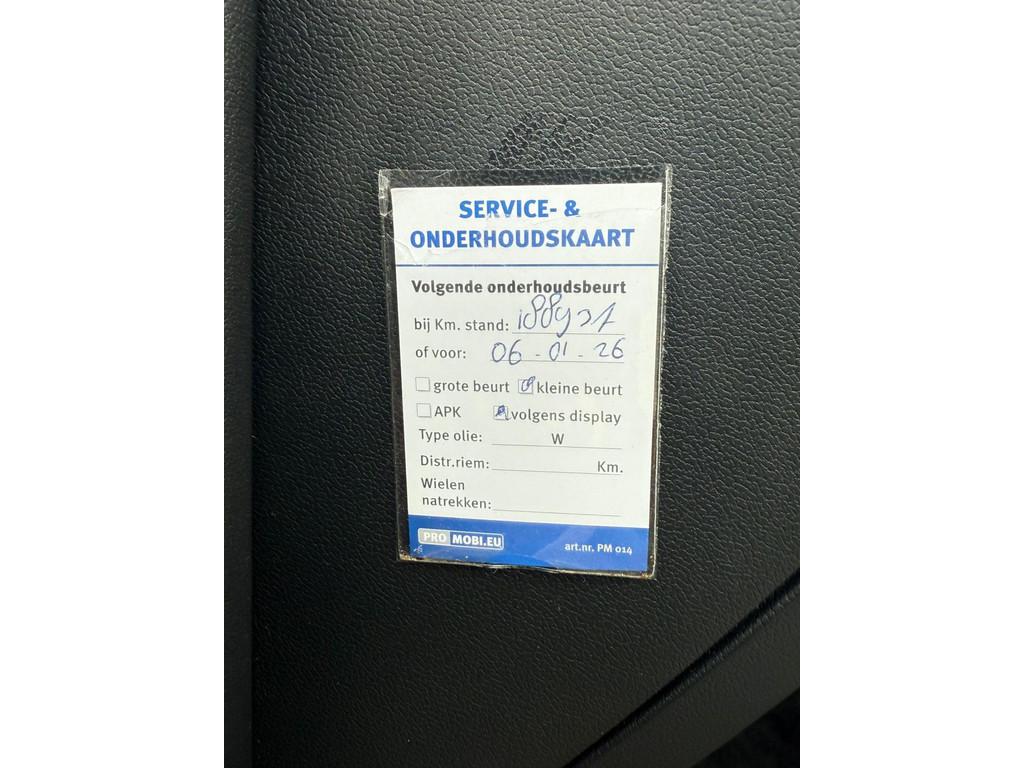 SERVICE- &
ONDERHOUDSKAART
Volgende onderhoudsbeurt
bij Km. stand:
of voor: 06-01-26
grote beurt kleine beurt
APK volgens display
Type olie: W
Distr.riem: Km.
Wielen
natrekken:
PRO MOBI.EU art.nr. PM 014